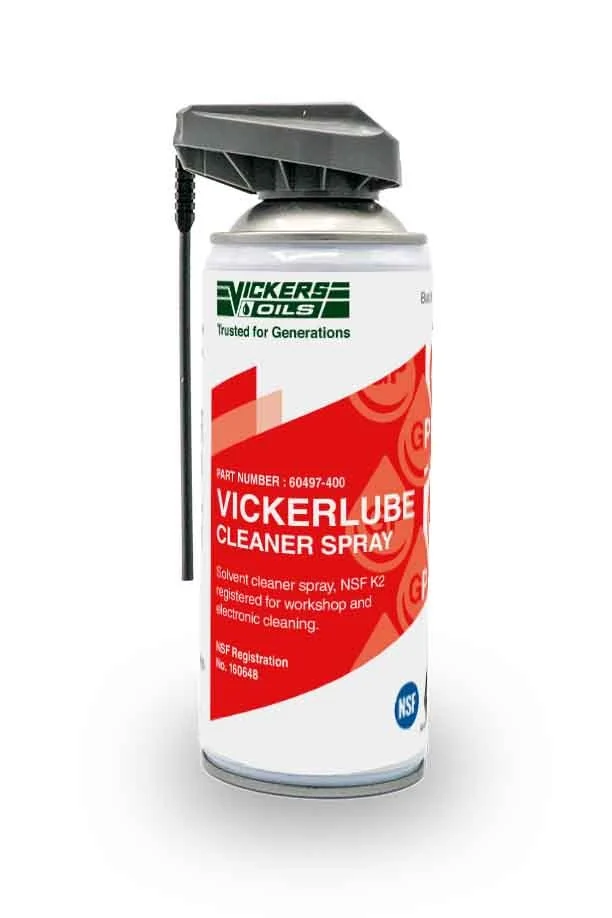 VICKERS
OILS
Trusted for Generations
PART NUMBER : 60497-400
VICKERLUBE
CLEANER SPRAY
Solvent cleaner spray, NSF K2
registered for workshop and
electronic cleaning.
NSF Registration
No. 160648
NSF
GP